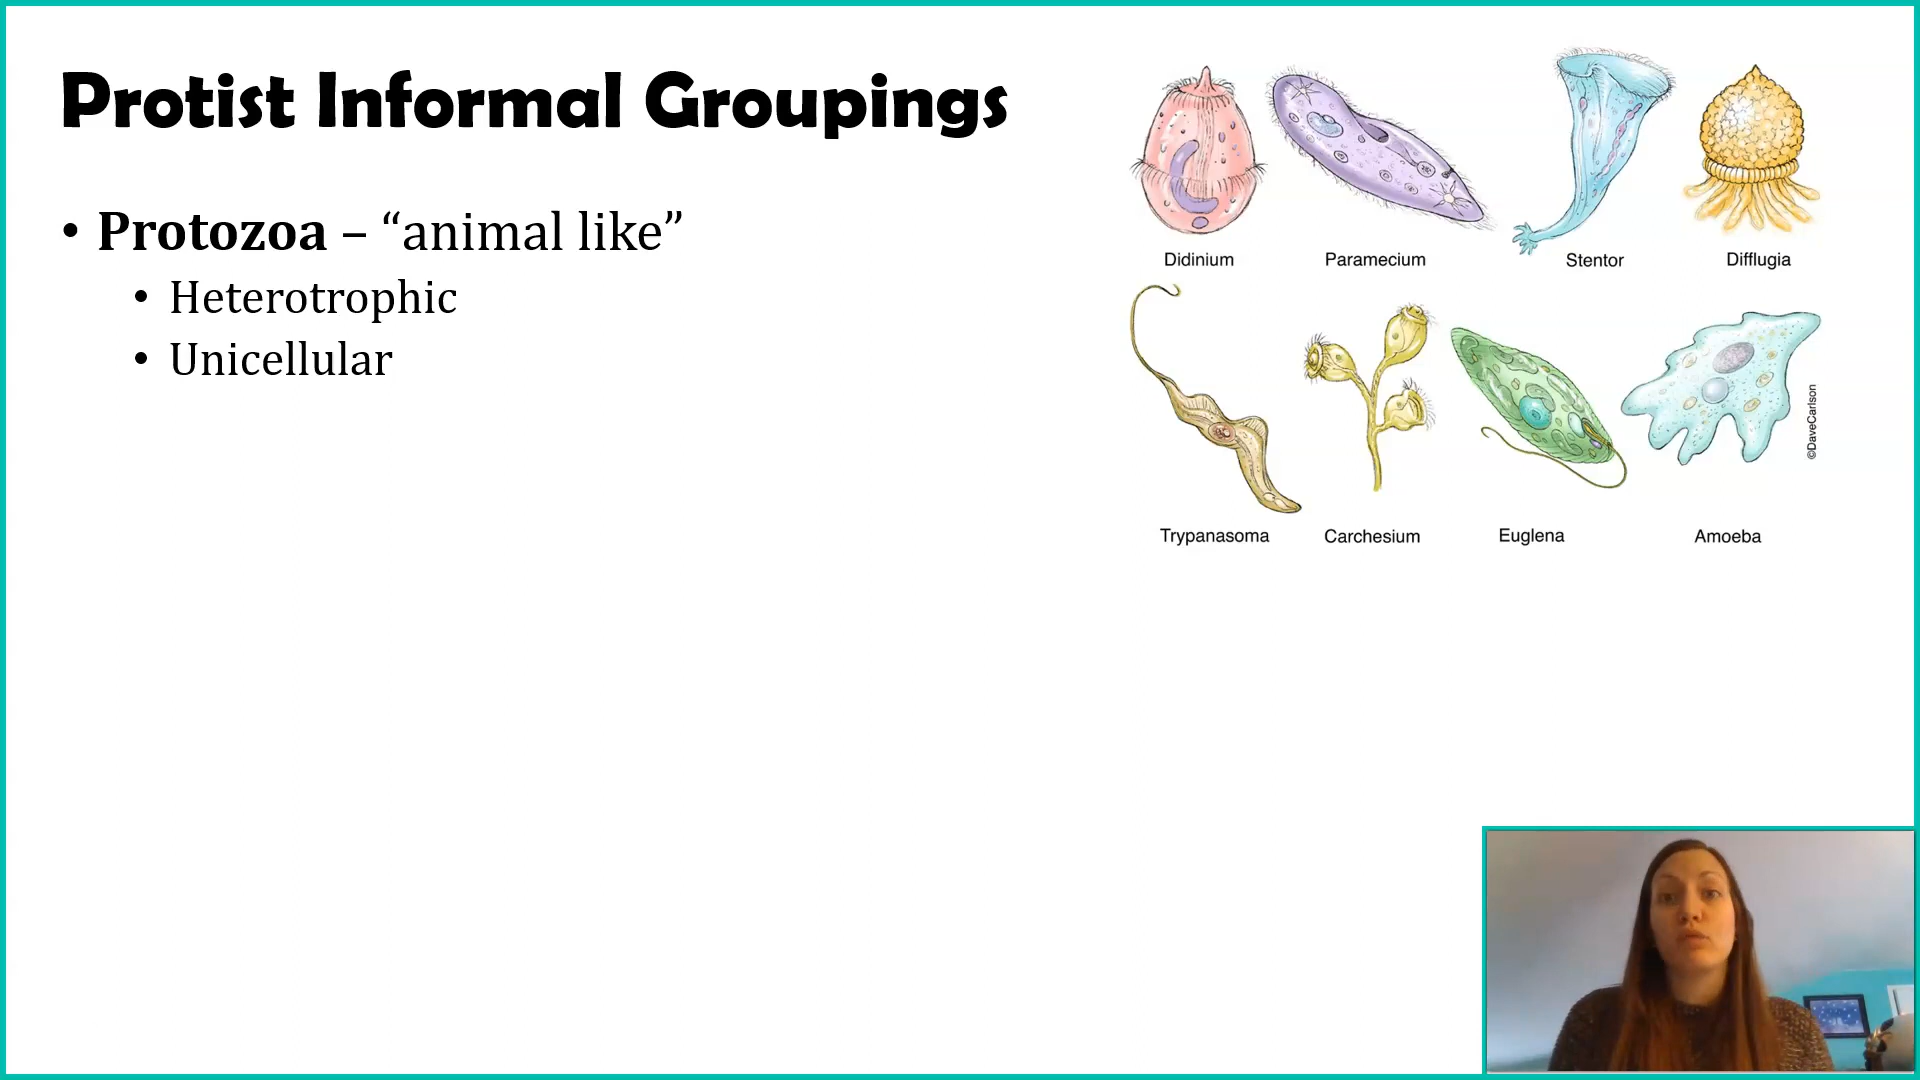 Protist Informal Groupings
• Protozoa – “animal like”
• Heterotrophic
• Unicellular
Didinium
Paramecium
Stentor
Difflugia
Trypanasoma
Carchesium
Euglena
Amoeba
©DaveCarlson